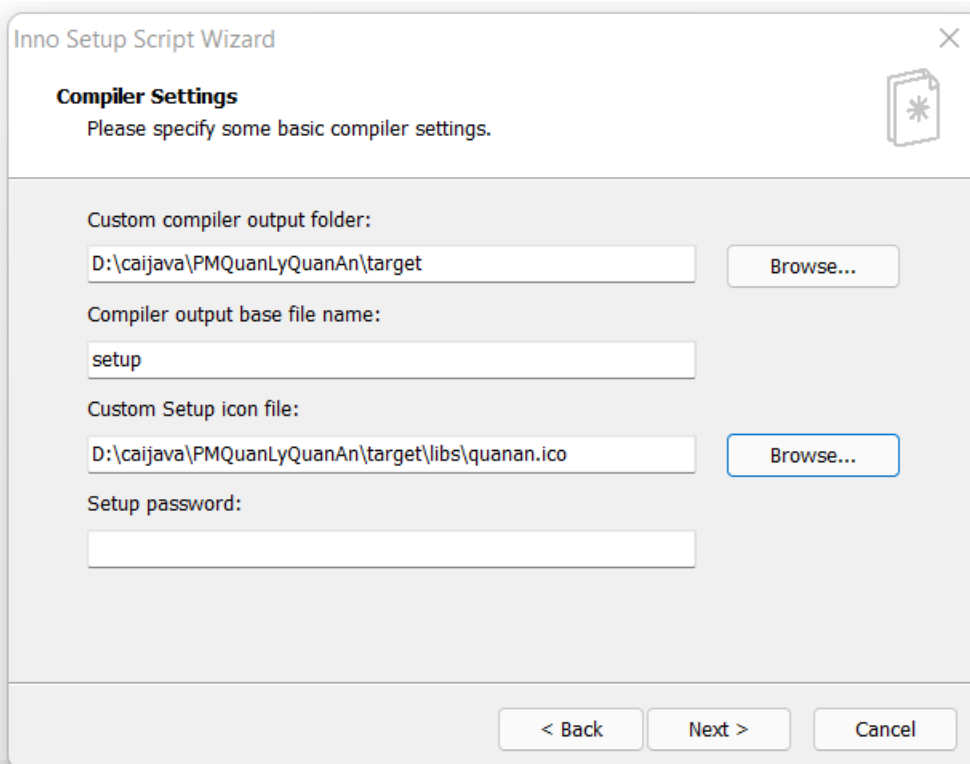 Inno Setup Script Wizard
Compiler Settings
Please specify some basic compiler settings.
Custom compiler output folder:
D:\caijava\PMQuanLyQuanAn\target
Browse...
Compiler output base file name:
setup
Custom Setup icon file:
D:\caijava\PMQuanLyQuanAn\target\libs\quanan.ico
Browse...
Setup password:
< Back
Next >
Cancel